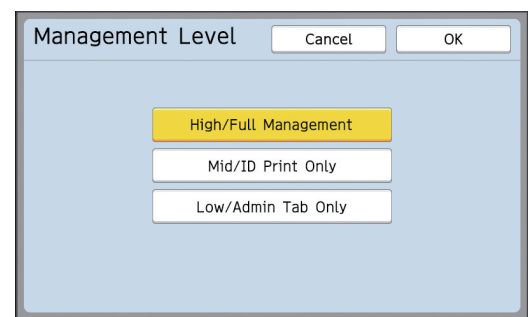 Management Level Cancel OK
High/Full Management
Mid/ID Print Only
Low/Admin Tab Only